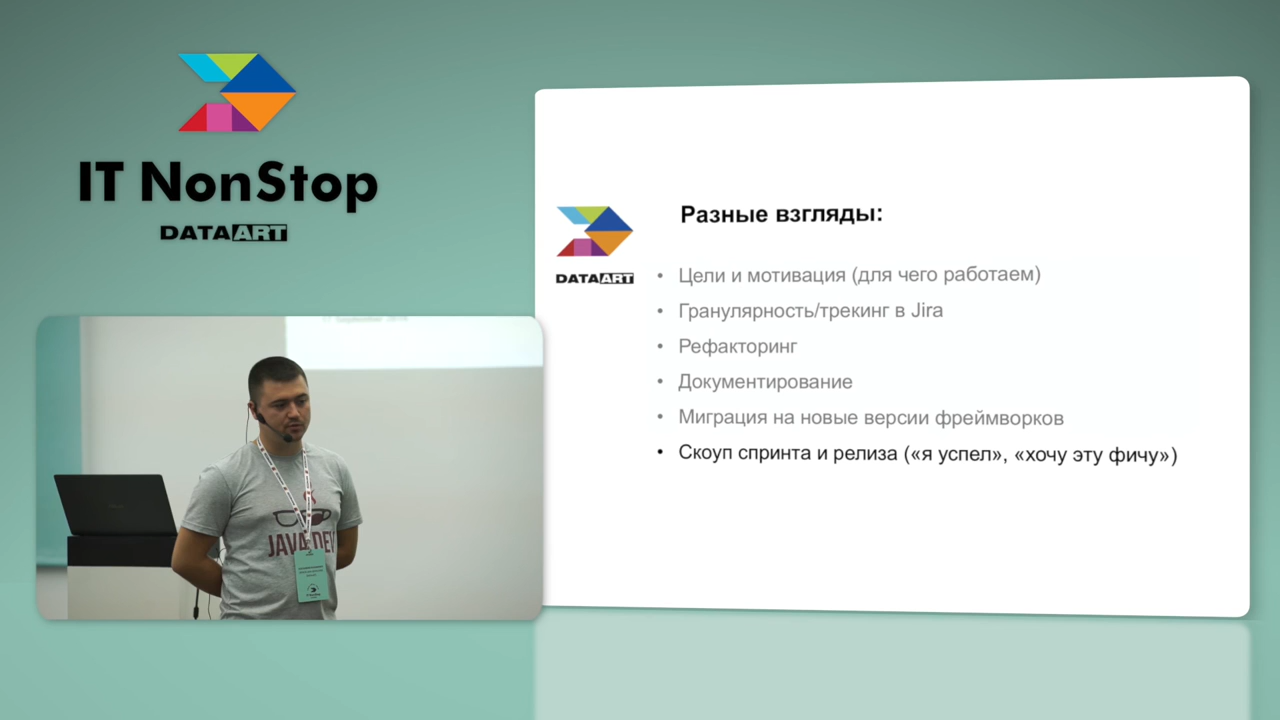 IT NonStop
DATAART
Разные взгляды:
DATAART
• Цели и мотивация (для чего работаем)
• Гранулярность/трекинг в Jira
• Рефакторинг
• Документирование
• Миграция на новые версии фреймворков
• Скоуп спринта и релиза («я успел», «хочу эту фичу»)
JAVA DEV